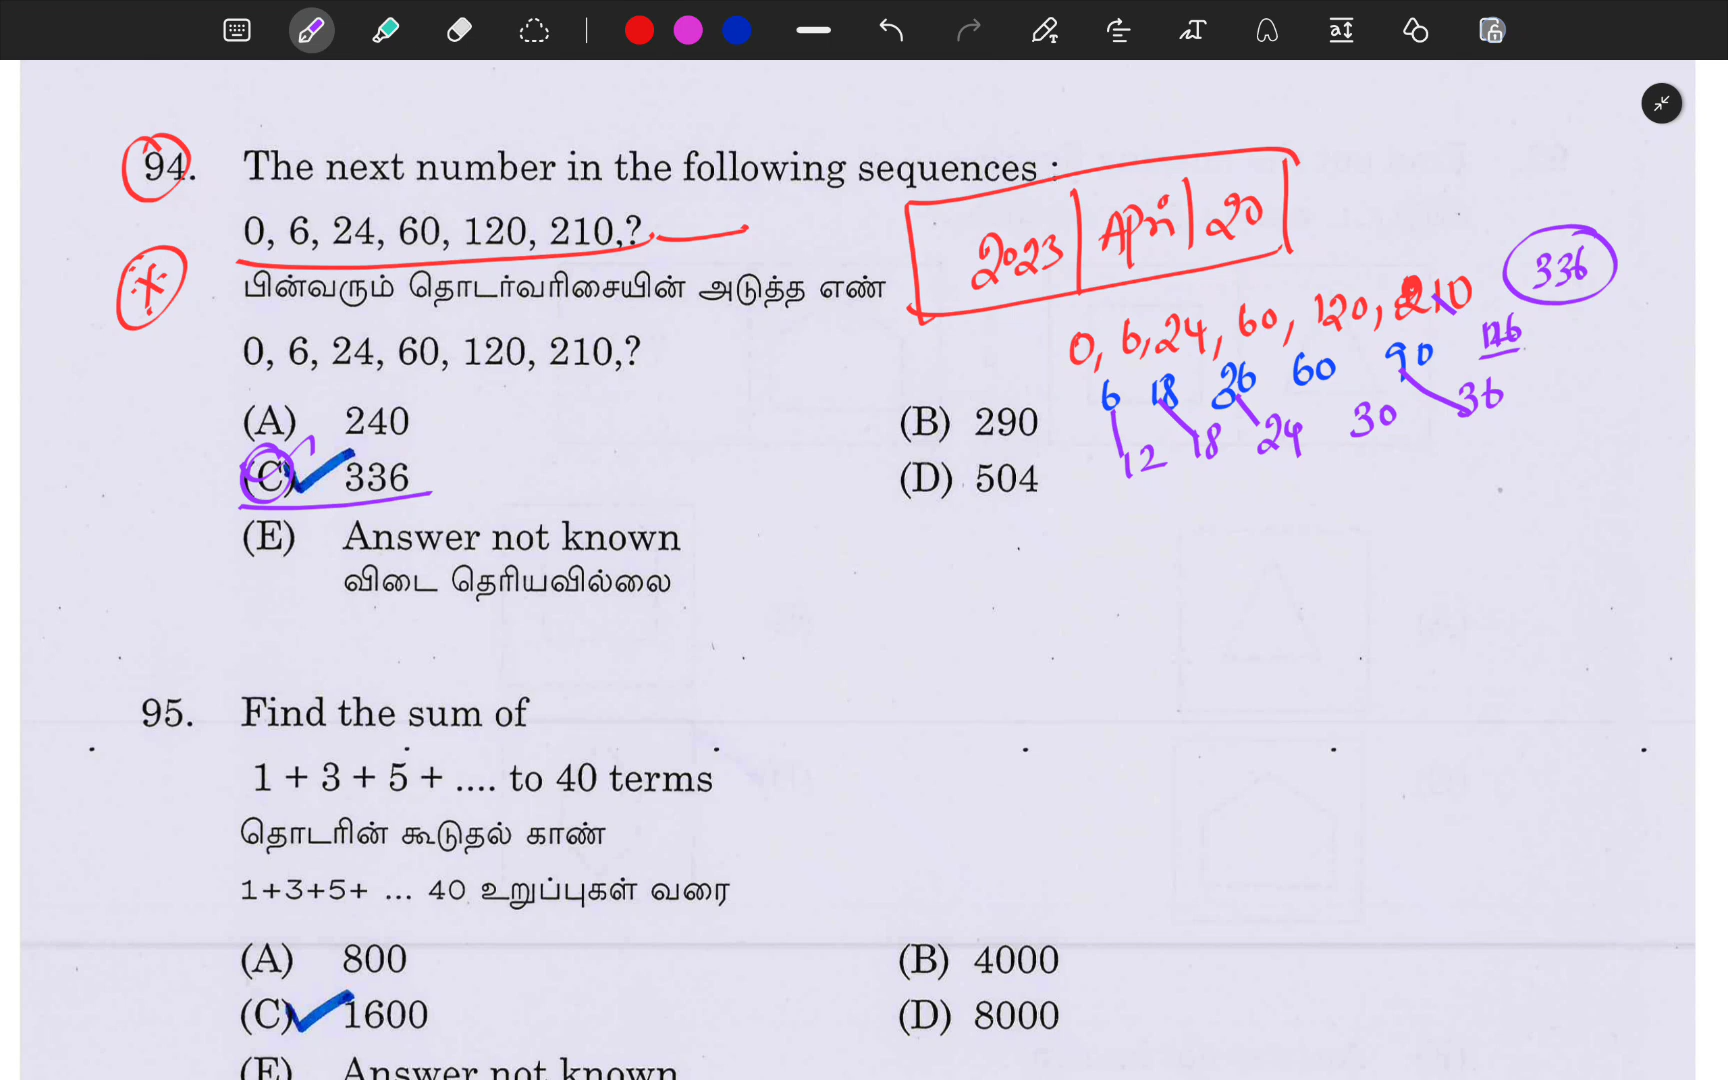 94. The next number in the following sequences :
0, 6, 24, 60, 120, 210,?
பின்வரும் தொடர்வரிசையின் அடுத்த எண்
0, 6, 24, 60, 120, 210,?
(A) 240
(B) 290
(C) 336
(D) 504
(E) Answer not known
விடை தெரியவில்லை
2023 | April | 20
336
0, 6, 24, 60, 120, 210
126
6 18 36 60 90
12 18 24 30 36
95. Find the sum of
1 + 3 + 5 + .... to 40 terms
தொடரின் கூடுதல் காண்
1+3+5+ ... 40 உறுப்புகள் வரை
(A) 800
(B) 4000
(C) 1600
(D) 8000
(E) Answer not known